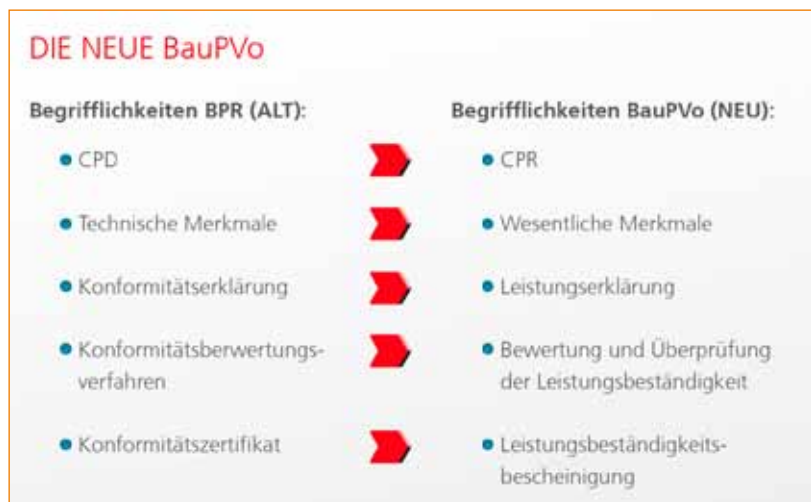 DIE NEUE BauPVo
Begrifflichkeiten BPR (ALT): Begrifflichkeiten BauPVo (NEU):
• CPD • CPR
• Technische Merkmale • Wesentliche Merkmale
• Konformitätserklärung • Leistungserklärung
• Konformitätsberwertungs- • Bewertung und Überprüfung
verfahren der Leistungsbeständigkeit
• Konformitätszertifikat • Leistungsbeständigkeits-
bescheinigung